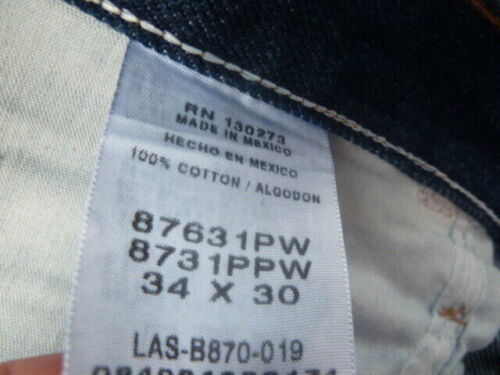 RN 130273
MADE IN MEXICO
HECHO EN MEXICO
100% COTTON / ALGODON
87631PW
8731PPW
34 X 30
LAS-B870-019